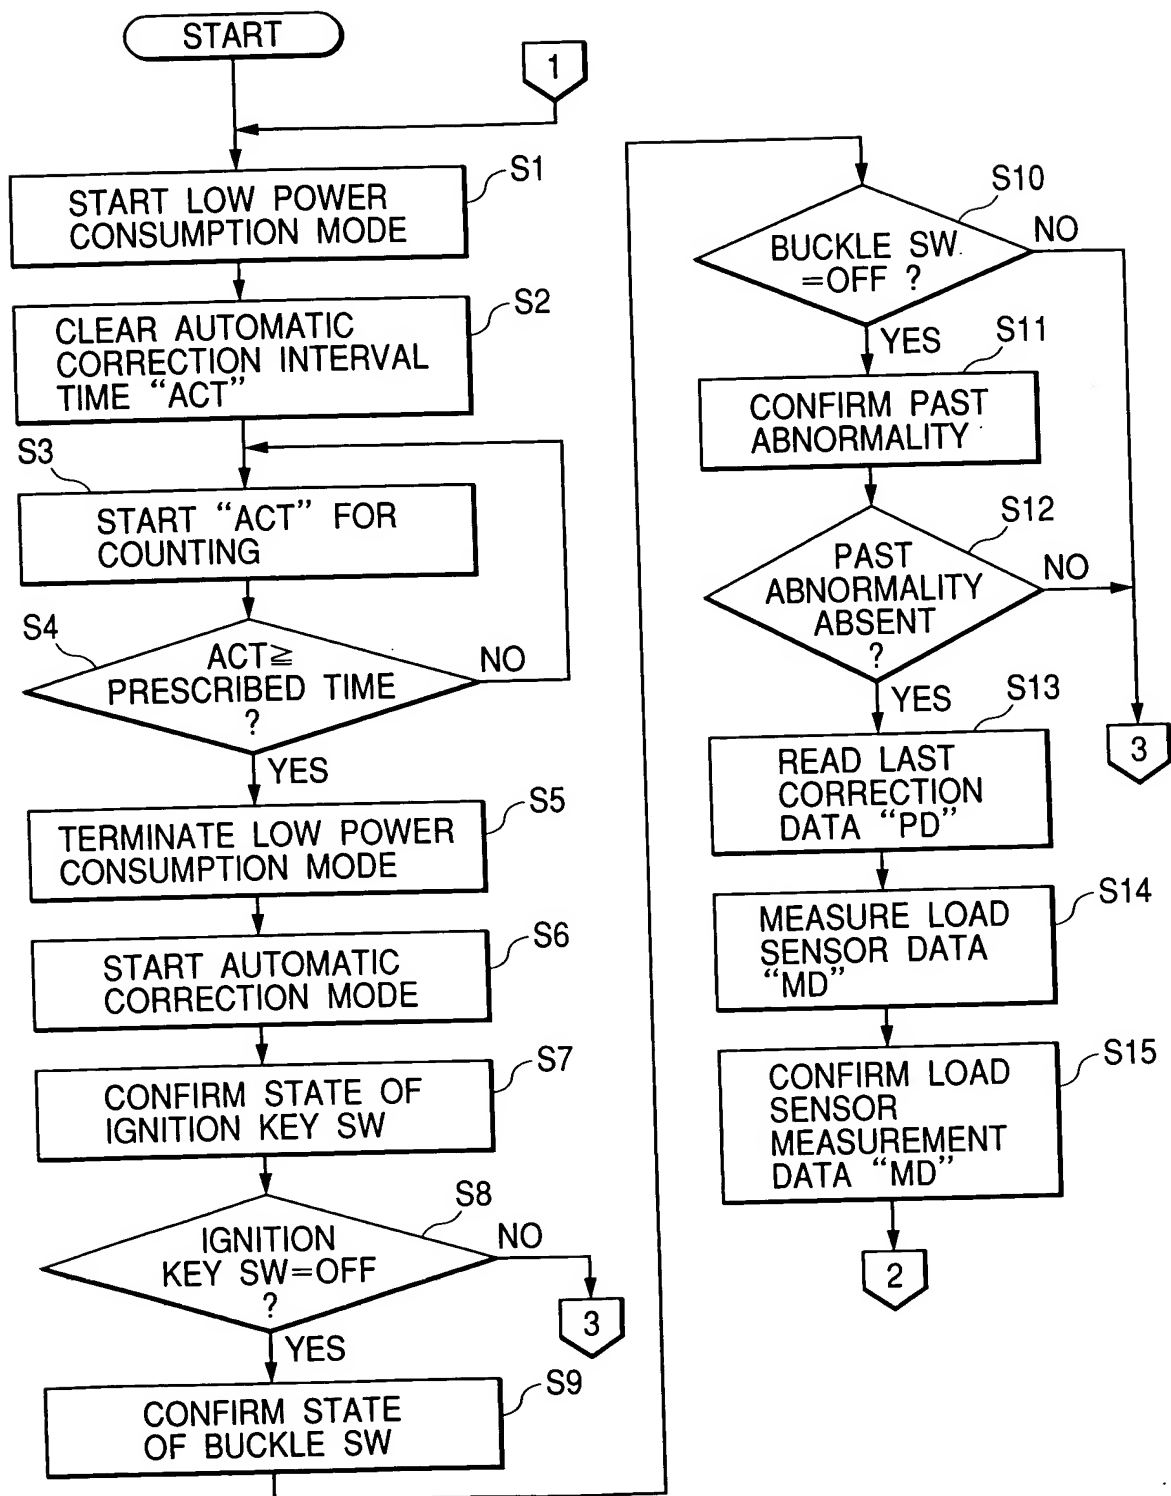 START
1
S1
START LOW POWER
CONSUMPTION MODE
S2
CLEAR AUTOMATIC
CORRECTION INTERVAL
TIME “ACT”
S3
START “ACT” FOR
COUNTING
S4
ACT≧
PRESCRIBED TIME
?
NO
YES
S5
TERMINATE LOW POWER
CONSUMPTION MODE
S6
START AUTOMATIC
CORRECTION MODE
S7
CONFIRM STATE OF
IGNITION KEY SW
S8
IGNITION
KEY SW=OFF
?
NO
3
YES
S9
CONFIRM STATE
OF BUCKLE SW
S10
BUCKLE SW
=OFF ?
NO
YES
S11
CONFIRM PAST
ABNORMALITY
S12
PAST
ABNORMALITY
ABSENT
?
NO
YES
3
S13
READ LAST
CORRECTION
DATA “PD”
S14
MEASURE LOAD
SENSOR DATA
“MD”
S15
CONFIRM LOAD
SENSOR
MEASUREMENT
DATA “MD”
2